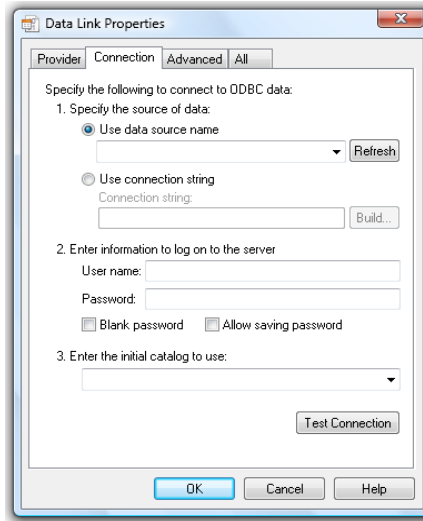 Data Link Properties
Provider Connection Advanced All
Specify the following to connect to ODBC data:
1. Specify the source of data:
Use data source name
Refresh
Use connection string
Connection string:
Build...
2. Enter information to log on to the server
User name:
Password:
Blank password Allow saving password
3. Enter the initial catalog to use:
Test Connection
OK Cancel Help